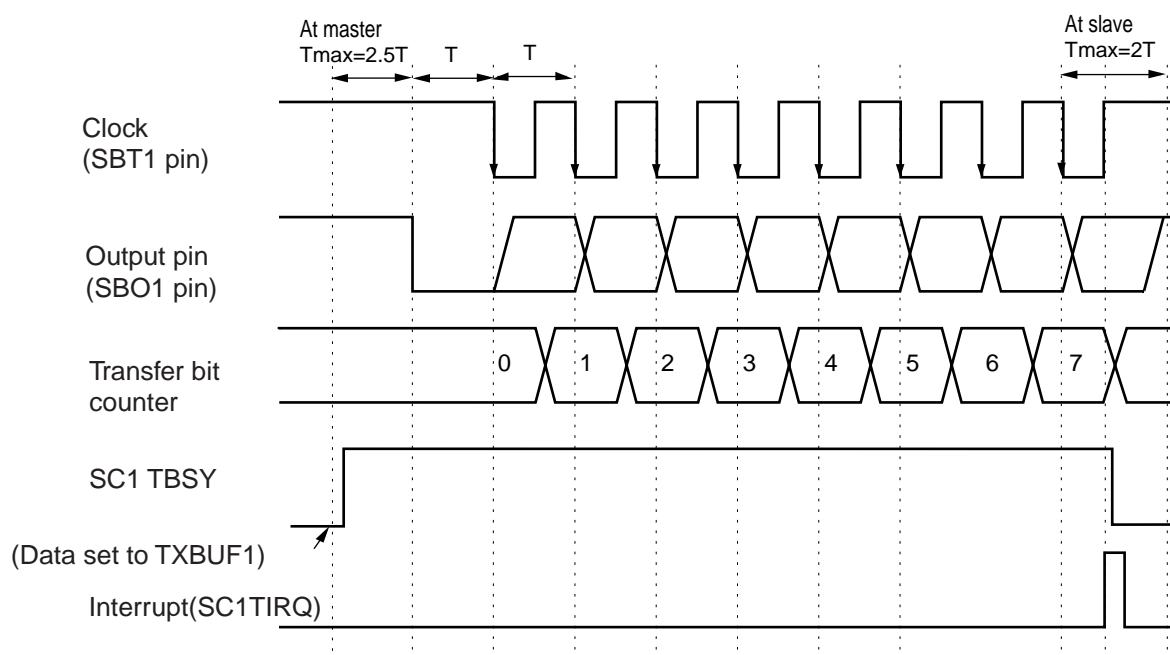 At master
Tmax=2.5T
T
T
At slave
Tmax=2T
Clock
(SBT1 pin)
Output pin
(SBO1 pin)
Transfer bit
counter
0 1 2 3 4 5 6 7
SC1 TBSY
(Data set to TXBUF1)
Interrupt(SC1TIRQ)